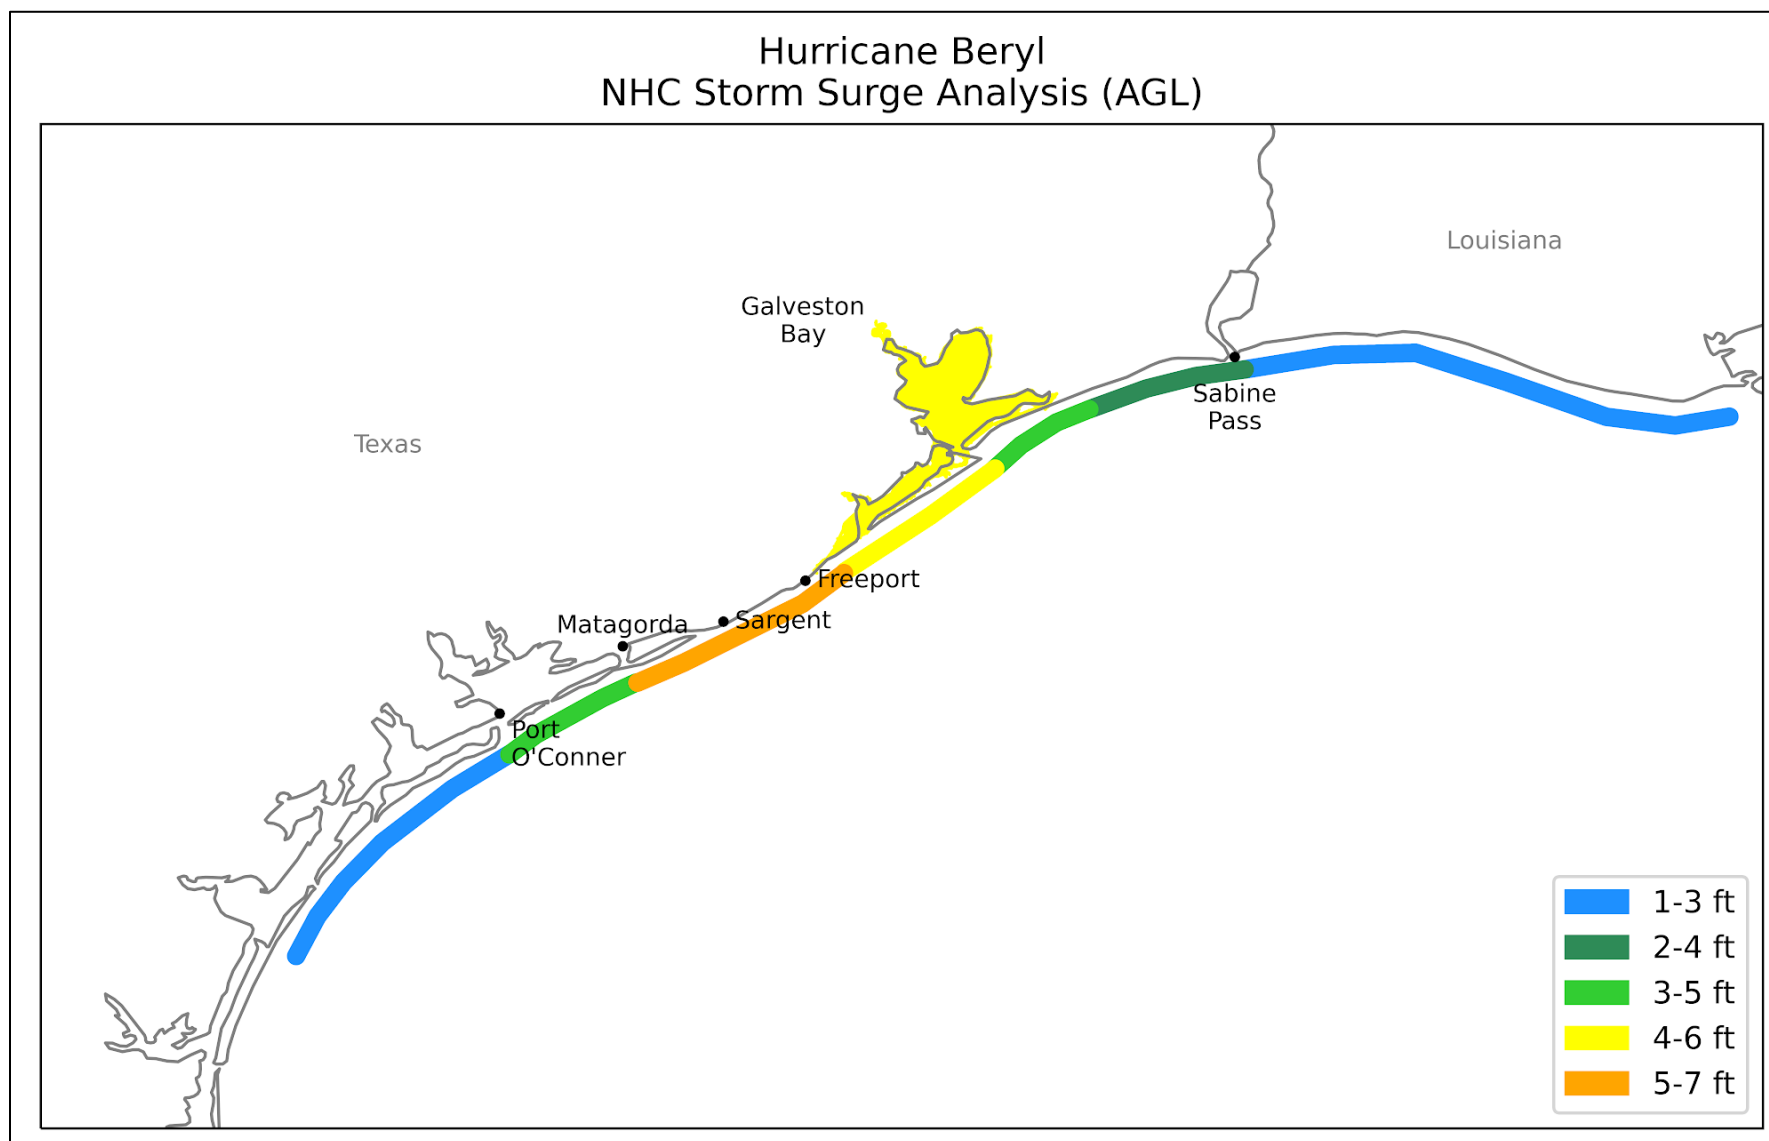 Hurricane Beryl
NHC Storm Surge Analysis (AGL)
Louisiana
Galveston
Bay
Sabine
Pass
Texas
Freeport
Sargent
Matagorda
Port
O'Conner
1-3 ft
2-4 ft
3-5 ft
4-6 ft
5-7 ft